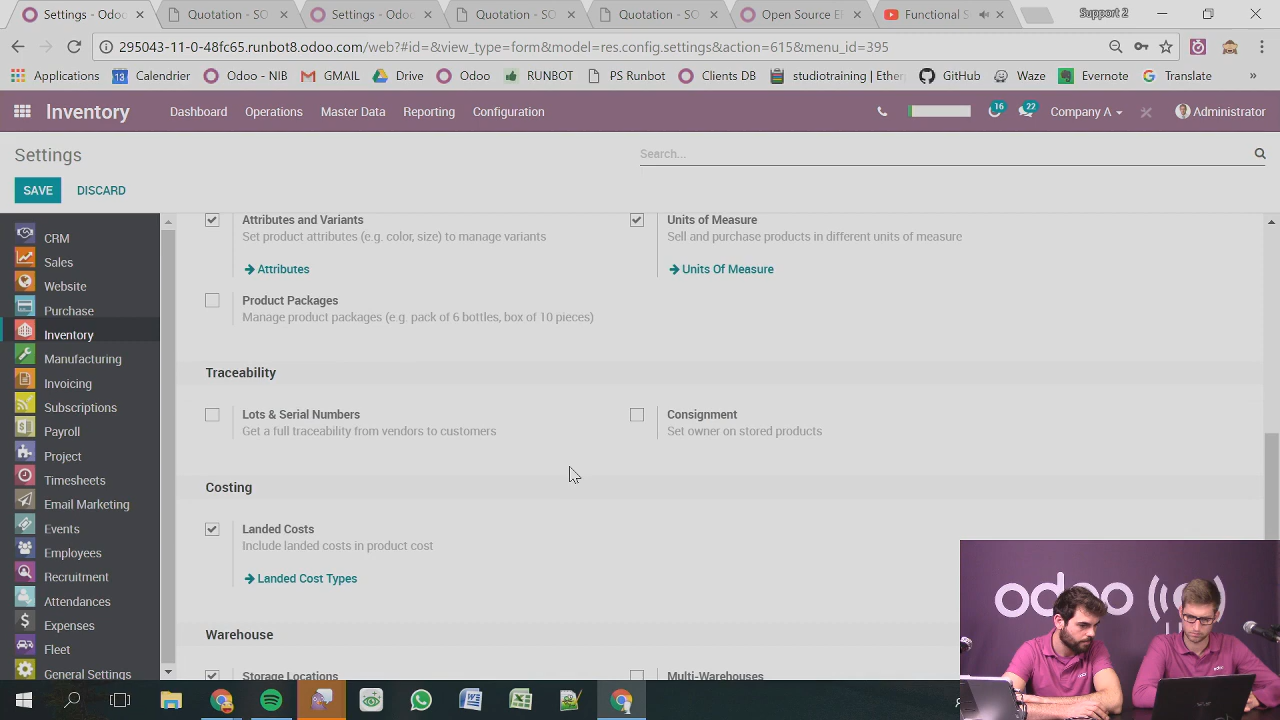 Settings - Odoo
Quotation - SO
Settings - Odoo
Quotation - SO
Quotation - SO
Open Source E
Functional S
Support 2
295043-11-0-48fc65.runbot8.odoo.com/web?#id=&view_type=form&model=res.config.settings&action=615&menu_id=395
Applications
13
Calendrier
Odoo - NIB
GMAIL
Drive
Odoo
RUNBOT
PS Runbot
Clients DB
studiotraining | Ether
GitHub
Waze
Evernote
Translate
»
Inventory
Dashboard
Operations
Master Data
Reporting
Configuration
16
22
Company A
Administrator
Settings
Search...
SAVE
DISCARD
CRM
Sales
Website
Purchase
Inventory
Manufacturing
Invoicing
Subscriptions
Payroll
Project
Timesheets
Email Marketing
Events
Employees
Recruitment
Attendances
Expenses
Fleet
General Settings
Attributes and Variants
Set product attributes (e.g. color, size) to manage variants
Attributes
Units of Measure
Sell and purchase products in different units of measure
Units Of Measure
Product Packages
Manage product packages (e.g. pack of 6 bottles, box of 10 pieces)
Traceability
Lots & Serial Numbers
Get a full traceability from vendors to customers
Consignment
Set owner on stored products
Costing
Landed Costs
Include landed costs in product cost
Landed Cost Types
Warehouse
Storage Locations
Multi-Warehouses
odoo
odoo